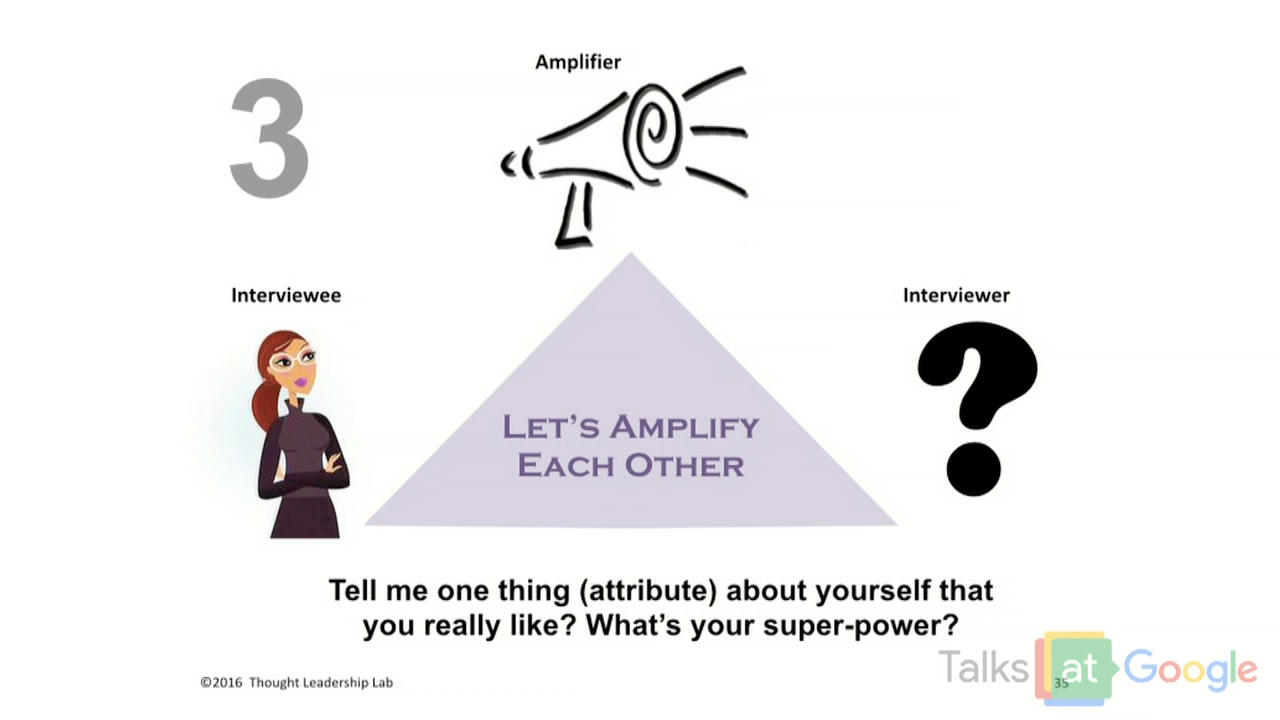 Amplifier
3
Interviewee
Interviewer
?
LET'S AMPLIFY
EACH OTHER
Tell me one thing (attribute) about yourself that
you really like? What's your super-power?
©2016 Thought Leadership Lab
35
Talks at Google